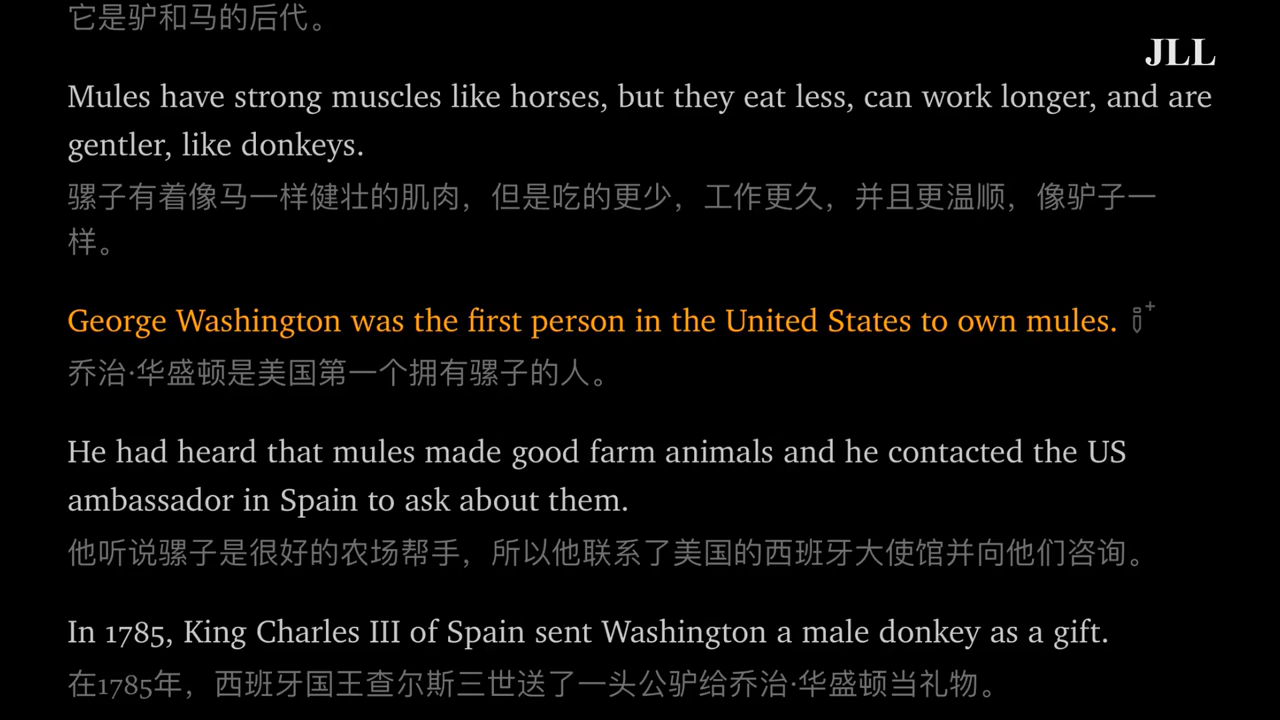 它是驴和马的后代。
JLL
Mules have strong muscles like horses, but they eat less, can work longer, and are
gentler, like donkeys.
骡子有着像马一样健壮的肌肉，但是吃的更少，工作更久，并且更温顺，像驴子一
样。
George Washington was the first person in the United States to own mules.
乔治·华盛顿是美国第一个拥有骡子的人。
He had heard that mules made good farm animals and he contacted the US
ambassador in Spain to ask about them.
他听说骡子是很好的农场帮手，所以他联系了美国的西班牙大使馆并向他们咨询。
In 1785, King Charles III of Spain sent Washington a male donkey as a gift.
在1785年，西班牙国王查尔斯三世送了一头公驴给乔治·华盛顿当礼物。